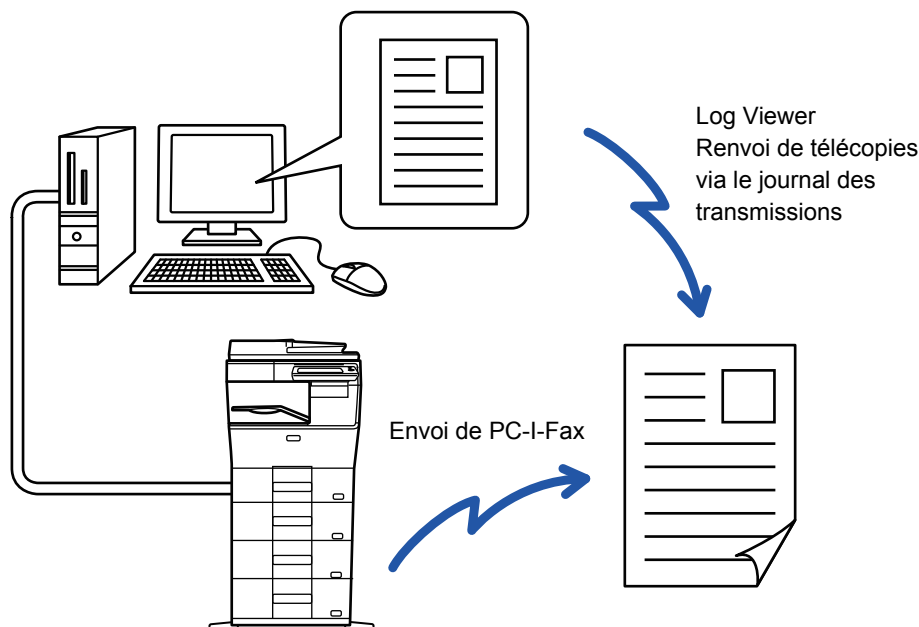 Log Viewer
Renvoi de télécopies
via le journal des
transmissions
Envoi de PC-I-Fax